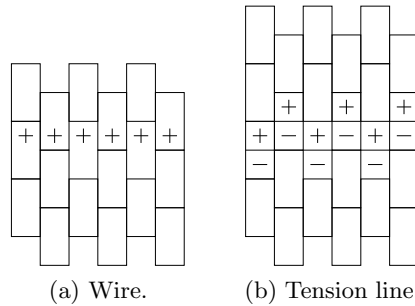 + + +
+ + + + + + + − + − + −
− − −
(a) Wire.
(b) Tension line